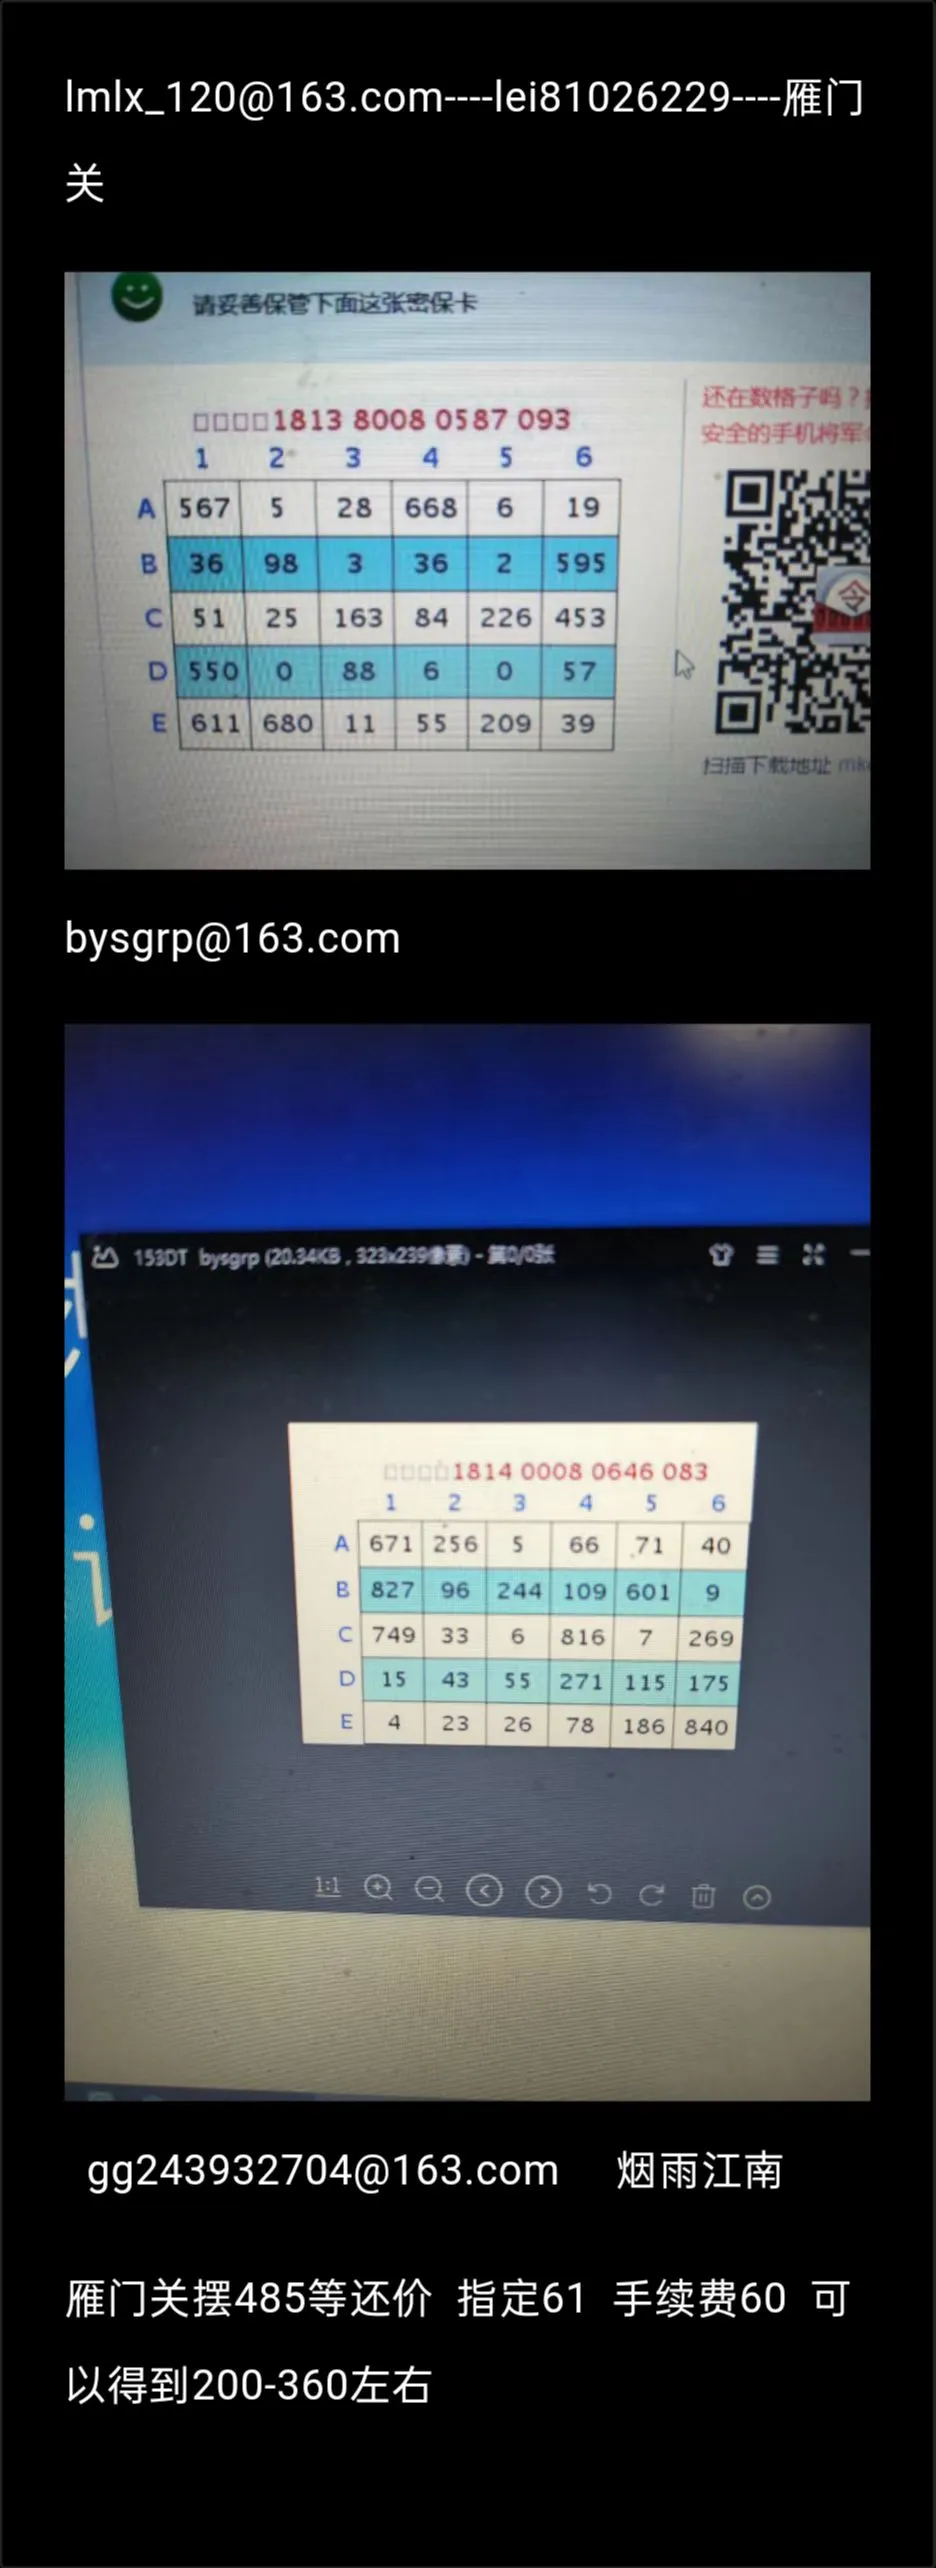 lmlx_120@163.com----lei81026229----雁门
关
请妥善保管下面这张密保卡
还在数格子吗？
安全的手机将军
□□□□1813 8008 0587 093
1 2 3 4 5 6
A 567 5 28 668 6 19
B 36 98 3 36 2 595
C 51 25 163 84 226 453
D 550 0 88 6 0 57
E 611 680 11 55 209 39
扫描下载地址
bysgrp@163.com
153DT bysgrp (20.34KB , 323x239像素) - 第0/0张
□□□□1814 0008 0646 083
1 2 3 4 5 6
A 671 256 5 66 71 40
B 827 96 244 109 601 9
C 749 33 6 816 7 269
D 15 43 55 271 115 175
E 4 23 26 78 186 840
1:1
gg243932704@163.com 烟雨江南
雁门关摆485等还价 指定61 手续费60 可
以得到200-360左右